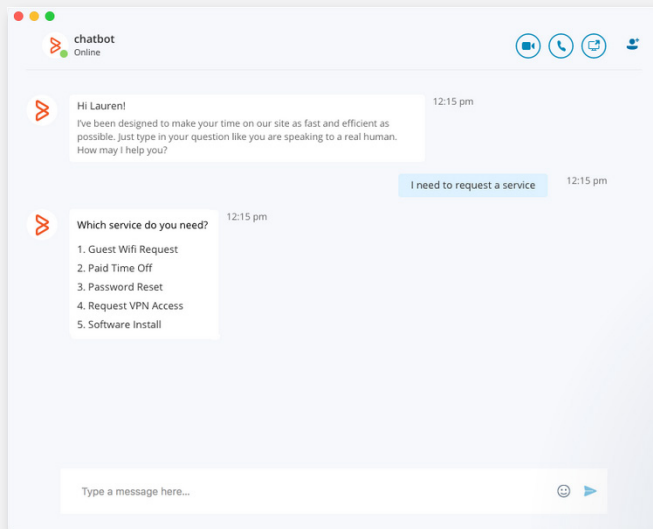 chatbot
Online
Hi Lauren!
12:15 pm
I've been designed to make your time on our site as fast and efficient as
possible. Just type in your question like you are speaking to a real human.
How may I help you?
I need to request a service
12:15 pm
Which service do you need?
12:15 pm
1. Guest Wifi Request
2. Paid Time Off
3. Password Reset
4. Request VPN Access
5. Software Install
Type a message here...